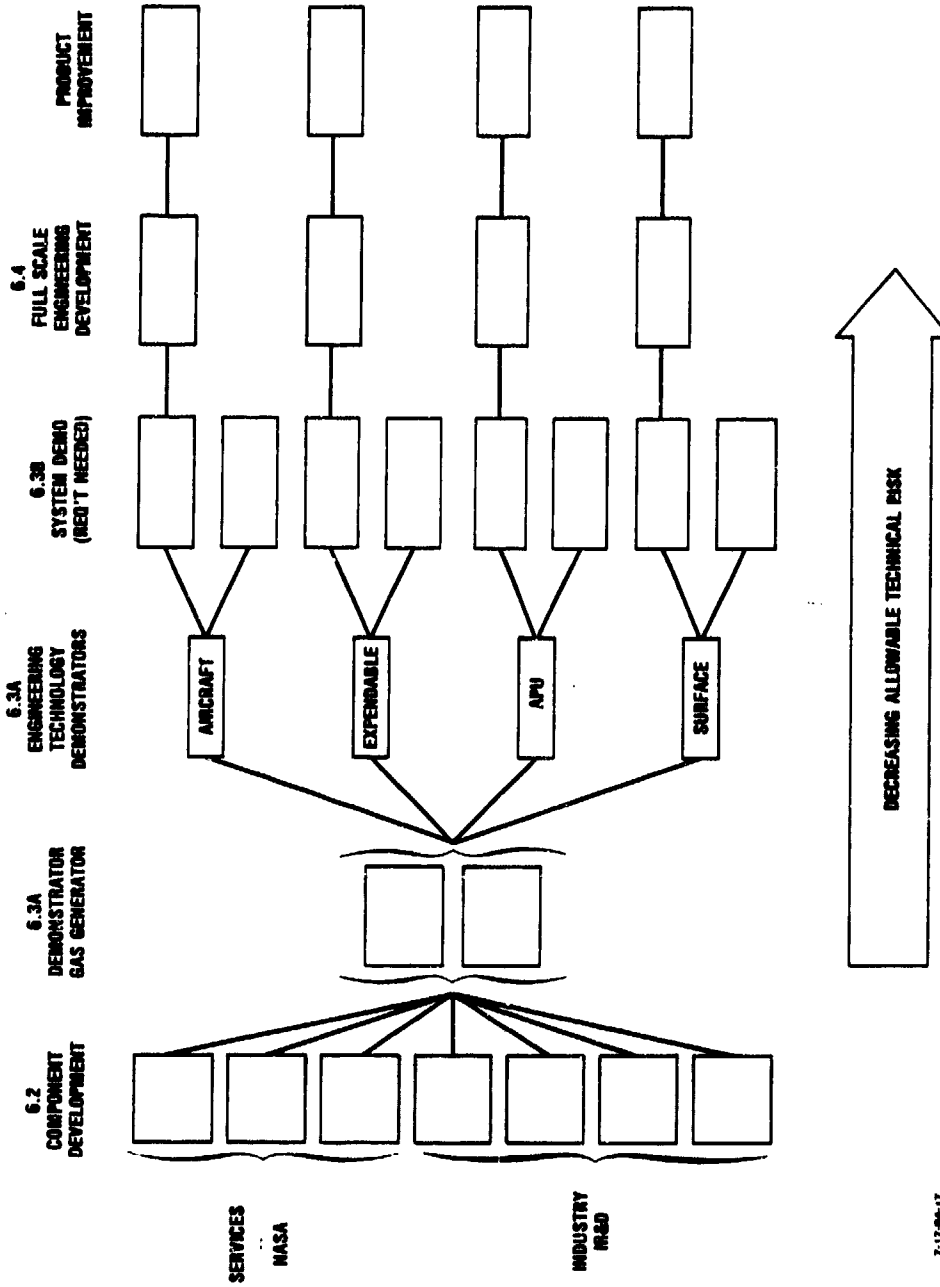 6.2
COMPONENT
DEVELOPMENT
6.3A
DEMONSTRATOR
GAS GENERATOR
6.3A
ENGINEERING
TECHNOLOGY
DEMONSTRATORS
6.3B
SYSTEM DEMO
(REQ'T NEEDED)
6.4
FULL SCALE
ENGINEERING
DEVELOPMENT
PRODUCT
IMPROVEMENT
SERVICES
NASA
INDUSTRY
IR&D
AIRCRAFT
EXPENDABLE
APU
SURFACE
DECREASING ALLOWABLE TECHNICAL RISK